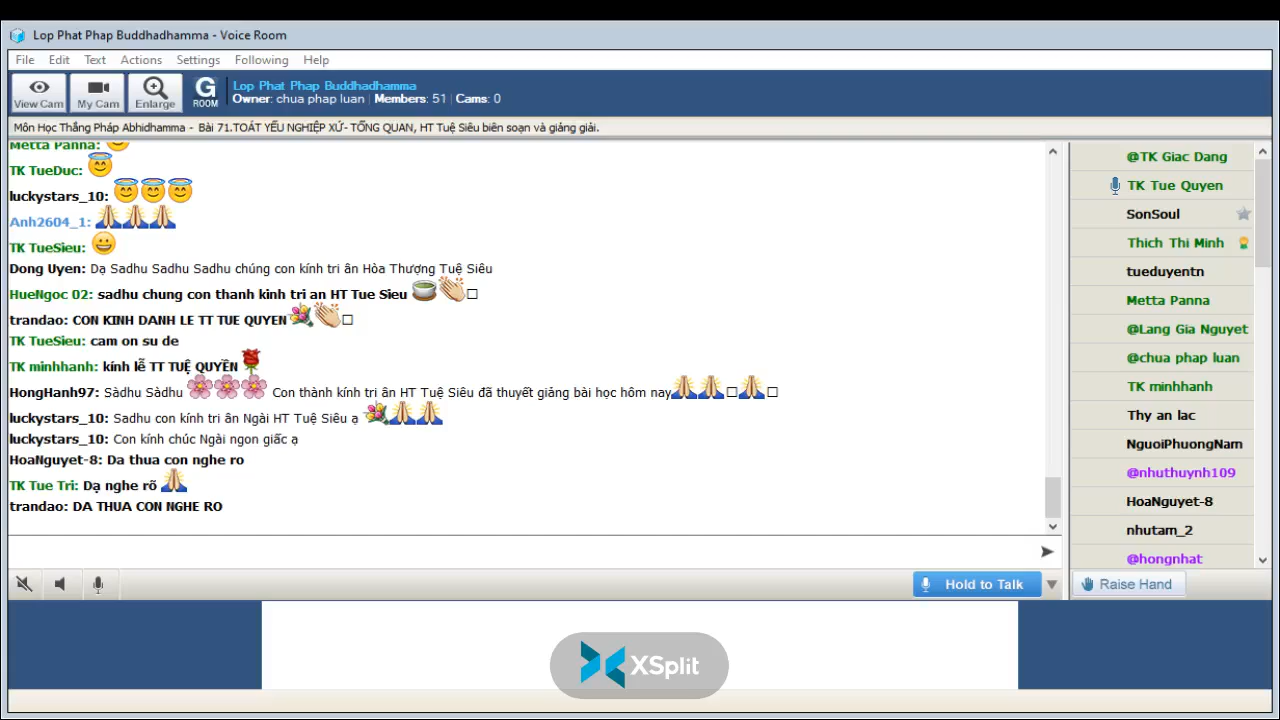 Lop Phat Phap Buddhadhamma - Voice Room
File Edit Text Actions Settings Following Help
View Cam My Cam Enlarge G ROOM
Lop Phat Phap Buddhadhamma
Owner: chua phap luan | Members: 51 | Cams: 0
Môn Học Thắng Pháp Abhidhamma - Bài 71.TOÁT YẾU NGHIỆP XỨ- TỔNG QUAN, HT Tuệ Siêu biên soạn và giảng giải.
Metta Panna:
TK TueDuc:
luckystars_10:
Anh2604_1:
TK TueSieu:
Dong Uyen: Dạ Sadhu Sadhu Sadhu chúng con kính tri ân Hòa Thượng Tuệ Siêu
HueNgoc 02: sadhu chung con thanh kinh tri an HT Tue Sieu
trandao: CON KINH DANH LE TT TUE QUYEN
TK TueSieu: cam on su de
TK minhhanh: kính lễ TT TUỆ QUYỀN
HongHanh97: Sàdhu Sàdhu Con thành kính tri ân HT Tuệ Siêu đã thuyết giảng bài học hôm nay
luckystars_10: Sadhu con kính tri ân Ngài HT Tuệ Siêu ạ
luckystars_10: Con kính chúc Ngài ngon giấc ạ
HoaNguyet-8: Da thua con nghe ro
TK Tue Tri: Dạ nghe rõ
trandao: DA THUA CON NGHE RO
@TK Giac Dang
TK Tue Quyen
SonSoul
Thich Thi Minh
tueduyentn
Metta Panna
@Lang Gia Nguyet
@chua phap luan
TK minhhanh
Thy an lac
NguoiPhuongNam
@nhuthuynh109
HoaNguyet-8
nhutam_2
@hongnhat
Hold to Talk
Raise Hand
XSplit